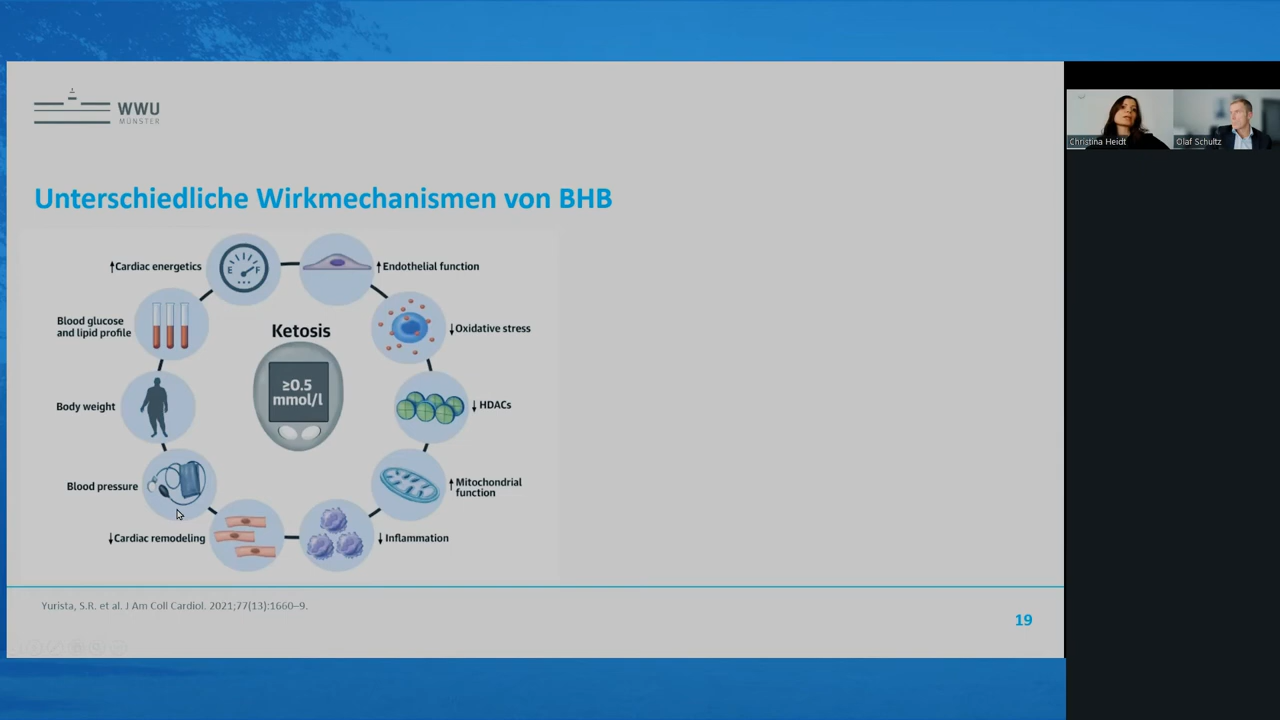 WWU
MÜNSTER
Christina Heidt
Olaf Schultz
Unterschiedliche Wirkmechanismen von BHB
↑Cardiac energetics
E F
↑Endothelial function
Blood glucose
and lipid profile
Ketosis
↓Oxidative stress
≥0.5
mmol/l
Body weight
↓ HDACs
Blood pressure
↑Mitochondrial
function
↓Cardiac remodeling
↓ Inflammation
Yurista, S.R. et al. J Am Coll Cardiol. 2021;77(13):1660–9.
19